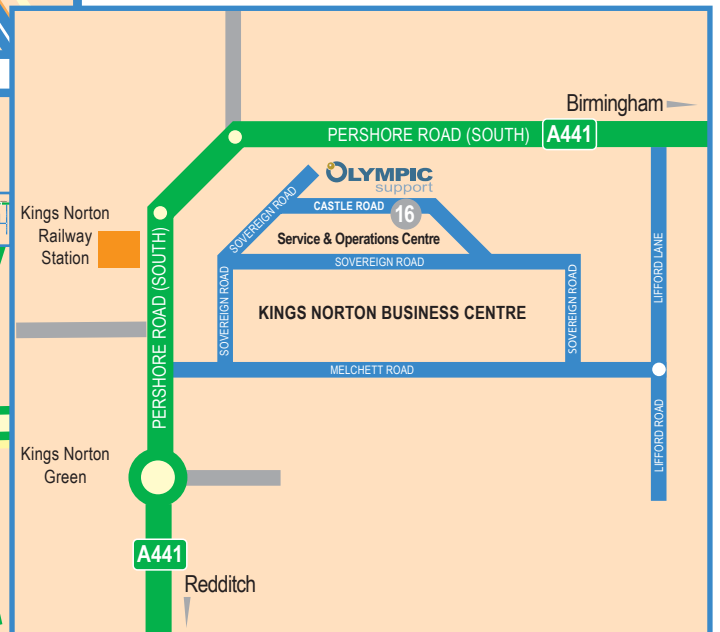 Birmingham
PERSHORE ROAD (SOUTH)
A441
OLYMPIC
support
SOVEREIGN ROAD
CASTLE ROAD
16
Kings Norton
Railway
Station
Service & Operations Centre
SOVEREIGN ROAD
PERSHORE ROAD (SOUTH)
SOVEREIGN ROAD
KINGS NORTON BUSINESS CENTRE
SOVEREIGN ROAD
LIFFORD LANE
MELCHETT ROAD
LIFFORD ROAD
Kings Norton
Green
A441
Redditch